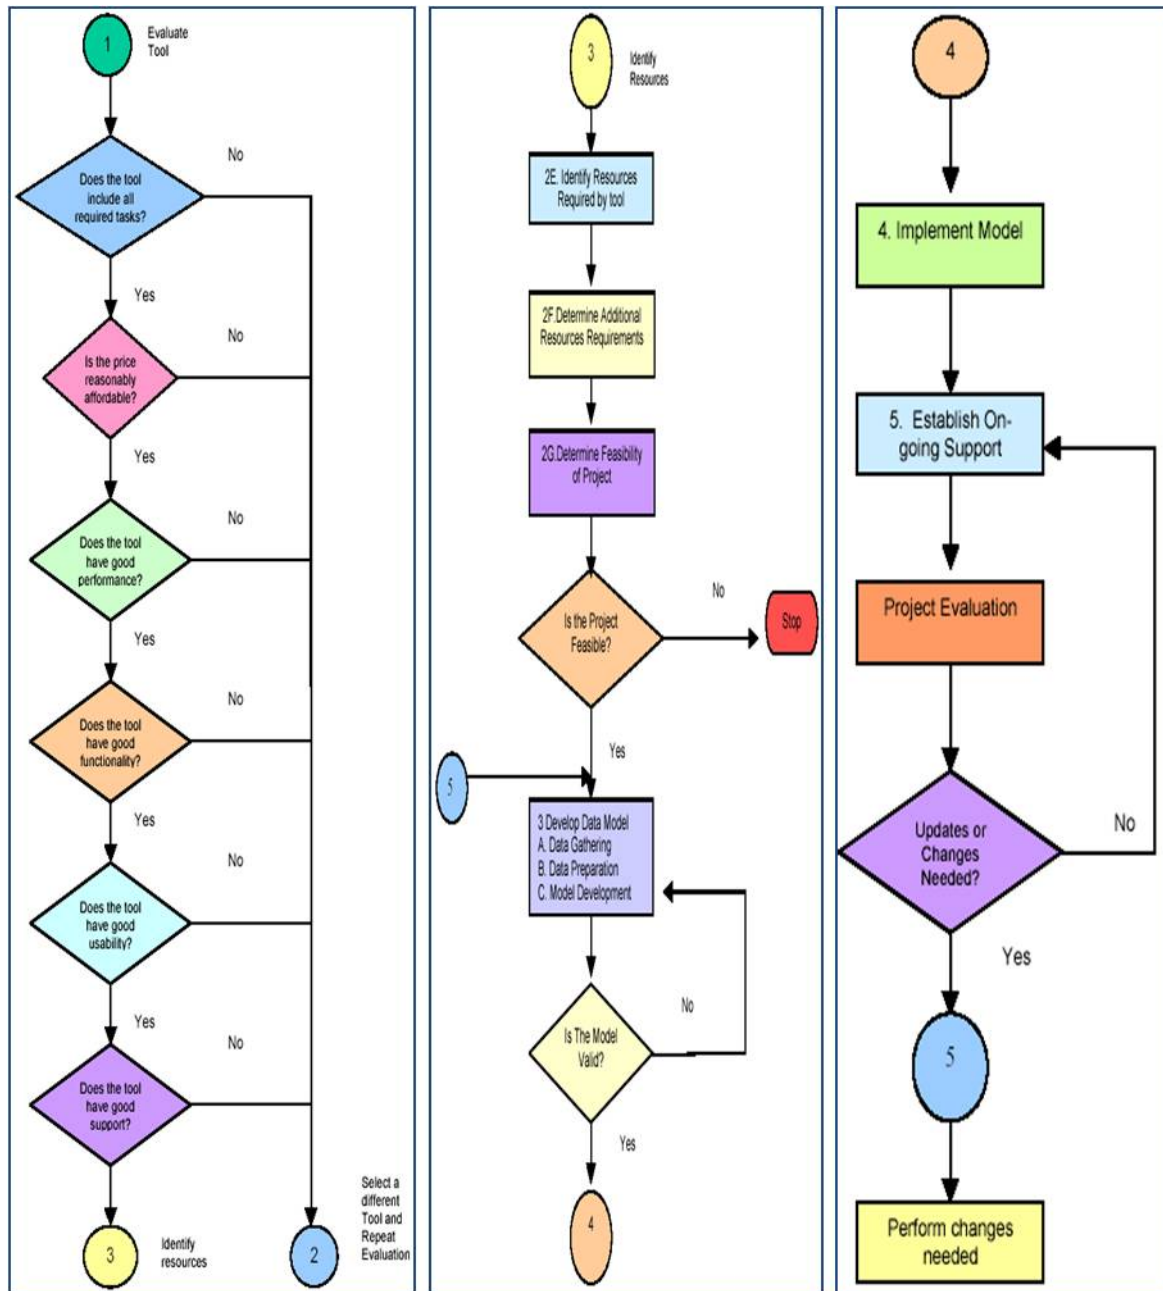 1
Evaluate
Tool
Does the tool
include all
required tasks?
No
Yes
Is the price
reasonably
affordable?
No
Yes
Does the tool
have good
performance?
No
Yes
Does the tool
have good
functionality?
No
Yes
Does the tool
have good
usability?
No
Yes
Does the tool
have good
support?
No
3
Identify
resources
2
Select a
different
Tool and
Repeat
Evaluation
3
Identify
Resources
2E. Identify Resources
Required by tool
2F.Determine Additional
Resources Requirements
2G.Determine Feasibility
of Project
Is the Project
Feasible?
No
Stop
Yes
5
3 Develop Data Model
A. Data Gathering
B. Data Preparation
C. Model Development
Is The Model
Valid?
No
Yes
4
4
4. Implement Model
5. Establish On-
going Support
Project Evaluation
Updates or
Changes
Needed?
No
Yes
5
Perform changes
needed